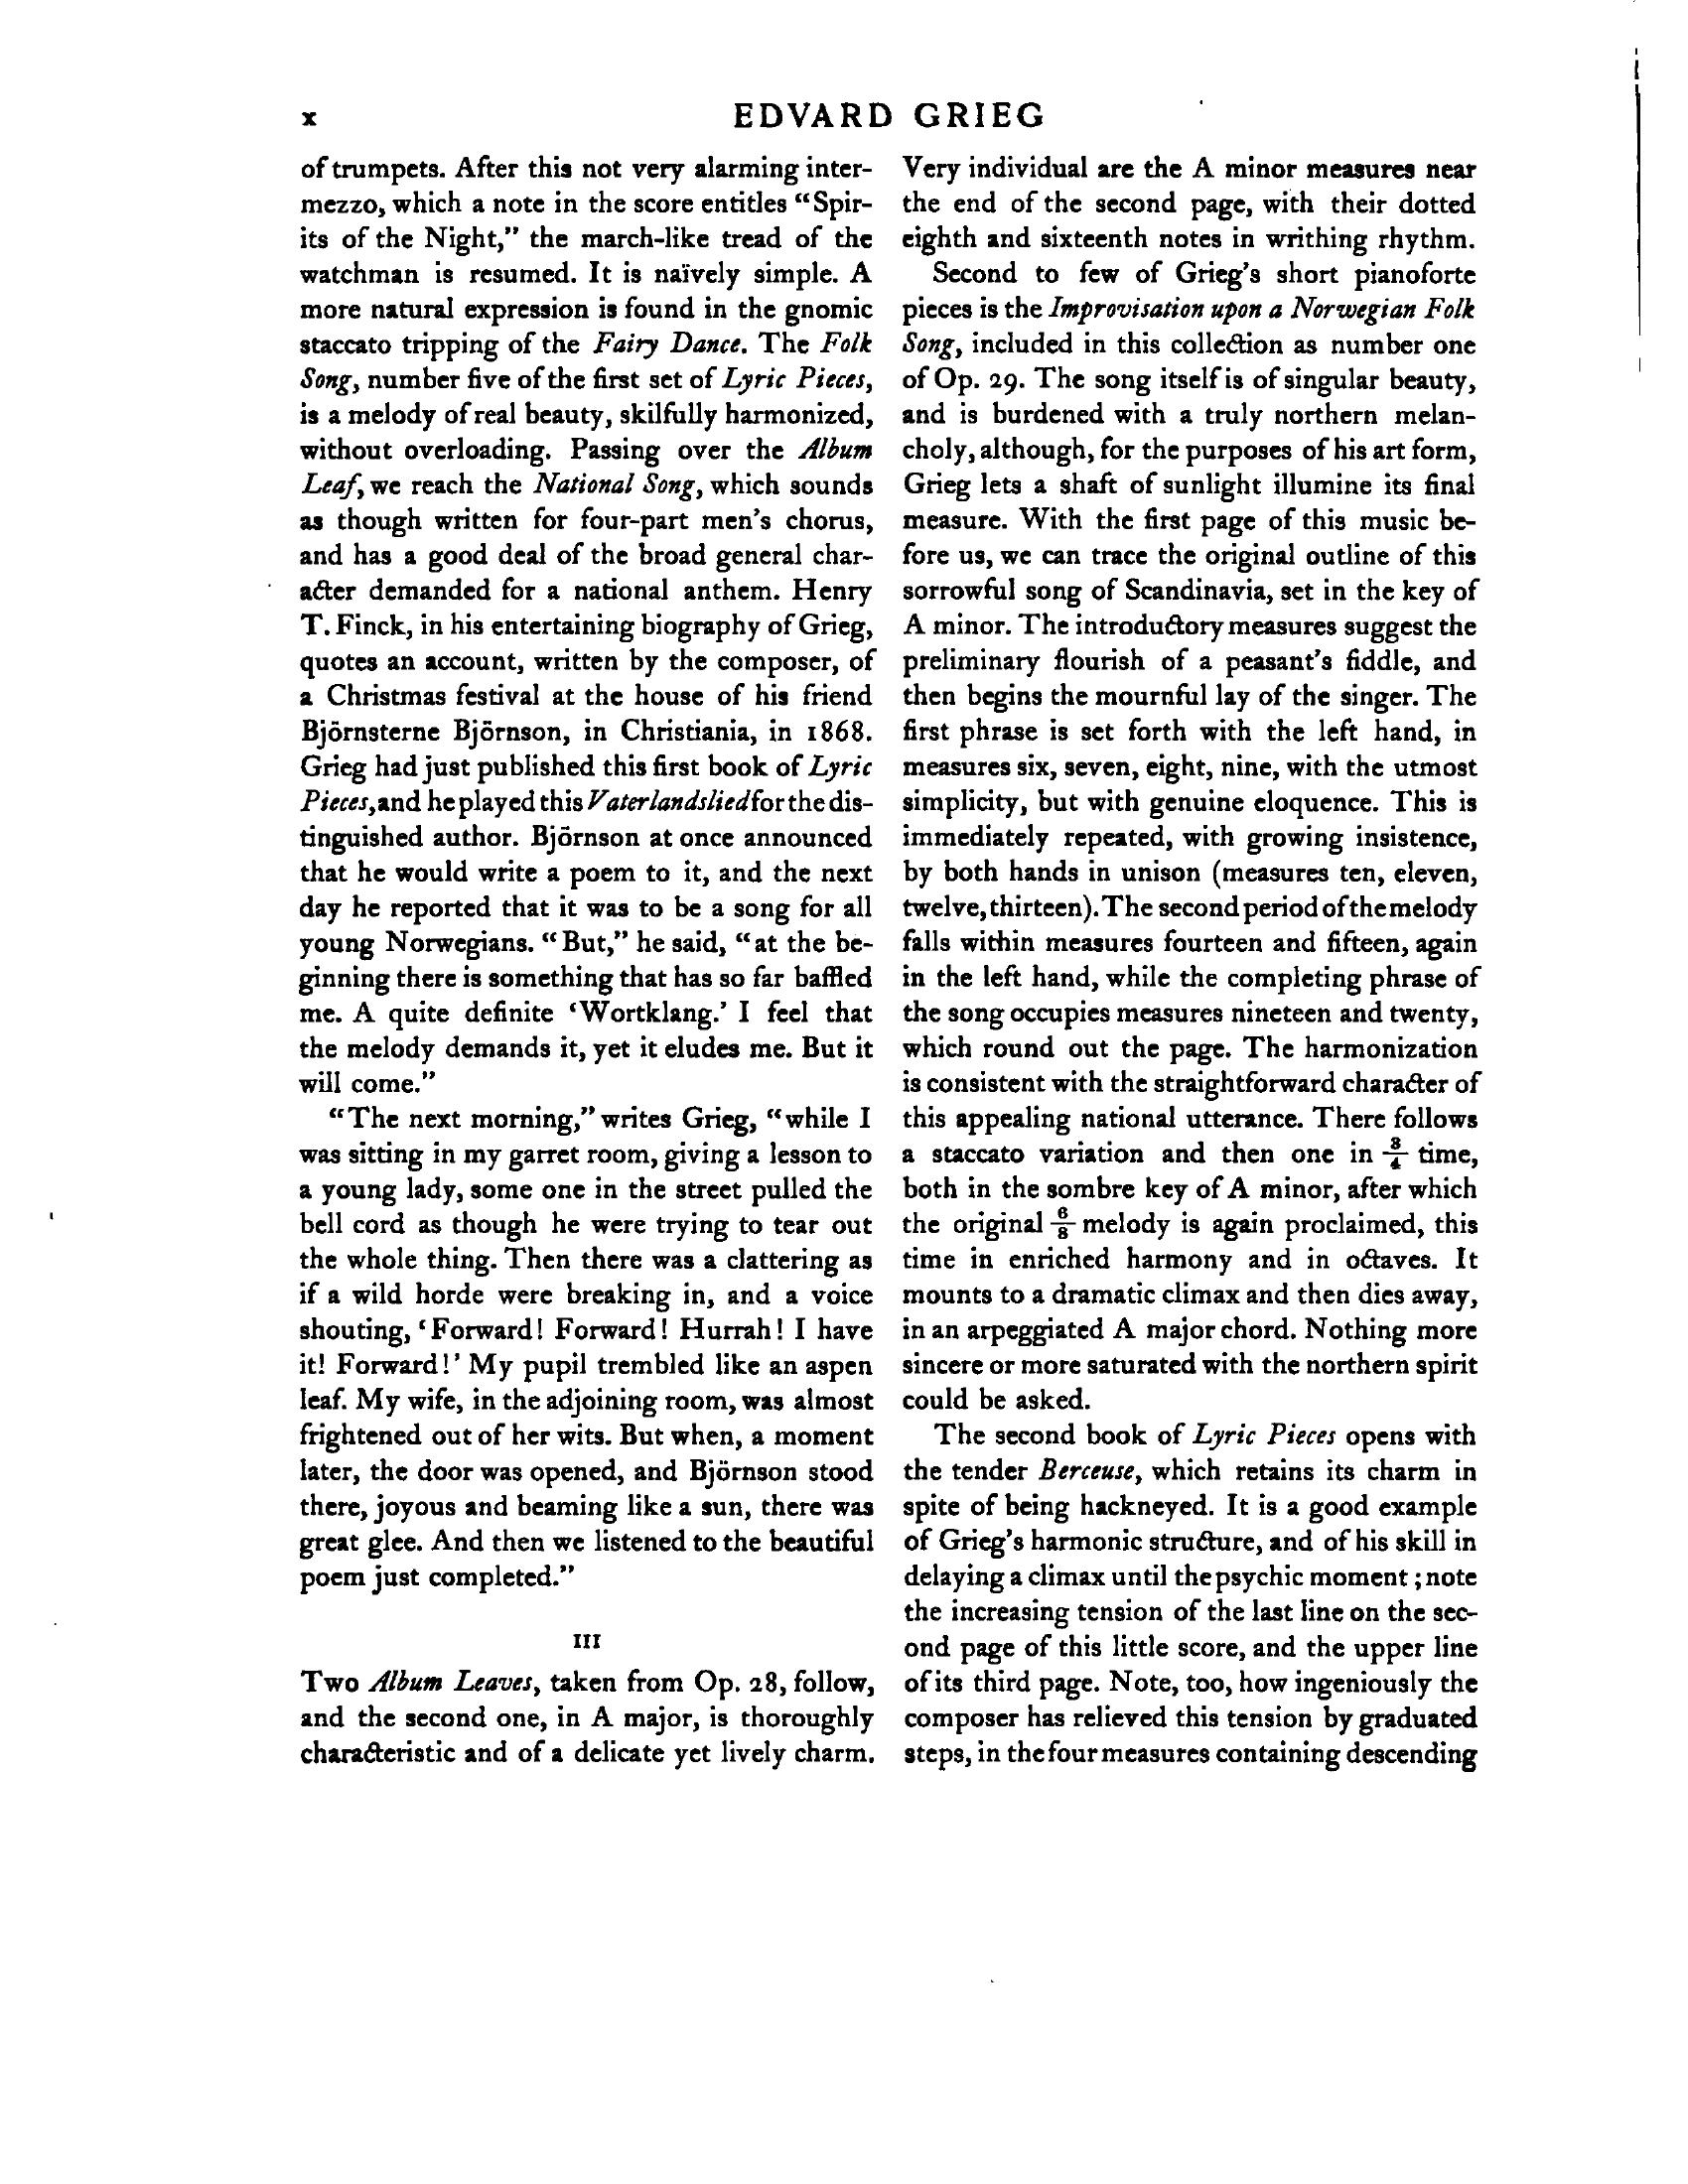 x
EDVARD GRIEG
of trumpets. After this not very alarming inter-
mezzo, which a note in the score entitles “Spir-
its of the Night,” the march-like tread of the
watchman is resumed. It is naïvely simple. A
more natural expression is found in the gnomic
staccato tripping of the Fairy Dance. The Folk
Song, number five of the first set of Lyric Pieces,
is a melody of real beauty, skilfully harmonized,
without overloading. Passing over the Album
Leaf, we reach the National Song, which sounds
as though written for four-part men's chorus,
and has a good deal of the broad general char-
acter demanded for a national anthem. Henry
T. Finck, in his entertaining biography of Grieg,
quotes an account, written by the composer, of
a Christmas festival at the house of his friend
Björnsterne Björnson, in Christiania, in 1868.
Grieg had just published this first book of Lyric
Pieces, and he played this Vaterlandslied for the dis-
tinguished author. Björnson at once announced
that he would write a poem to it, and the next
day he reported that it was to be a song for all
young Norwegians. “But,” he said, “at the be-
ginning there is something that has so far baffled
me. A quite definite ‘Wortklang.’ I feel that
the melody demands it, yet it eludes me. But it
will come.”
“The next morning,” writes Grieg, “while I
was sitting in my garret room, giving a lesson to
a young lady, some one in the street pulled the
bell cord as though he were trying to tear out
the whole thing. Then there was a clattering as
if a wild horde were breaking in, and a voice
shouting, ‘Forward! Forward! Hurrah! I have
it! Forward!’ My pupil trembled like an aspen
leaf. My wife, in the adjoining room, was almost
frightened out of her wits. But when, a moment
later, the door was opened, and Björnson stood
there, joyous and beaming like a sun, there was
great glee. And then we listened to the beautiful
poem just completed.”
III
Two Album Leaves, taken from Op. 28, follow,
and the second one, in A major, is thoroughly
characteristic and of a delicate yet lively charm.
Very individual are the A minor measures near
the end of the second page, with their dotted
eighth and sixteenth notes in writhing rhythm.
Second to few of Grieg's short pianoforte
pieces is the Improvisation upon a Norwegian Folk
Song, included in this collection as number one
of Op. 29. The song itself is of singular beauty,
and is burdened with a truly northern melan-
choly, although, for the purposes of his art form,
Grieg lets a shaft of sunlight illumine its final
measure. With the first page of this music be-
fore us, we can trace the original outline of this
sorrowful song of Scandinavia, set in the key of
A minor. The introductory measures suggest the
preliminary flourish of a peasant's fiddle, and
then begins the mournful lay of the singer. The
first phrase is set forth with the left hand, in
measures six, seven, eight, nine, with the utmost
simplicity, but with genuine eloquence. This is
immediately repeated, with growing insistence,
by both hands in unison (measures ten, eleven,
twelve, thirteen). The second period of the melody
falls within measures fourteen and fifteen, again
in the left hand, while the completing phrase of
the song occupies measures nineteen and twenty,
which round out the page. The harmonization
is consistent with the straightforward character of
this appealing national utterance. There follows
a staccato variation and then one in 3/4 time,
both in the sombre key of A minor, after which
the original 6/8 melody is again proclaimed, this
time in enriched harmony and in octaves. It
mounts to a dramatic climax and then dies away,
in an arpeggiated A major chord. Nothing more
sincere or more saturated with the northern spirit
could be asked.
The second book of Lyric Pieces opens with
the tender Berceuse, which retains its charm in
spite of being hackneyed. It is a good example
of Grieg's harmonic structure, and of his skill in
delaying a climax until the psychic moment; note
the increasing tension of the last line on the sec-
ond page of this little score, and the upper line
of its third page. Note, too, how ingeniously the
composer has relieved this tension by graduated
steps, in the four measures containing descending